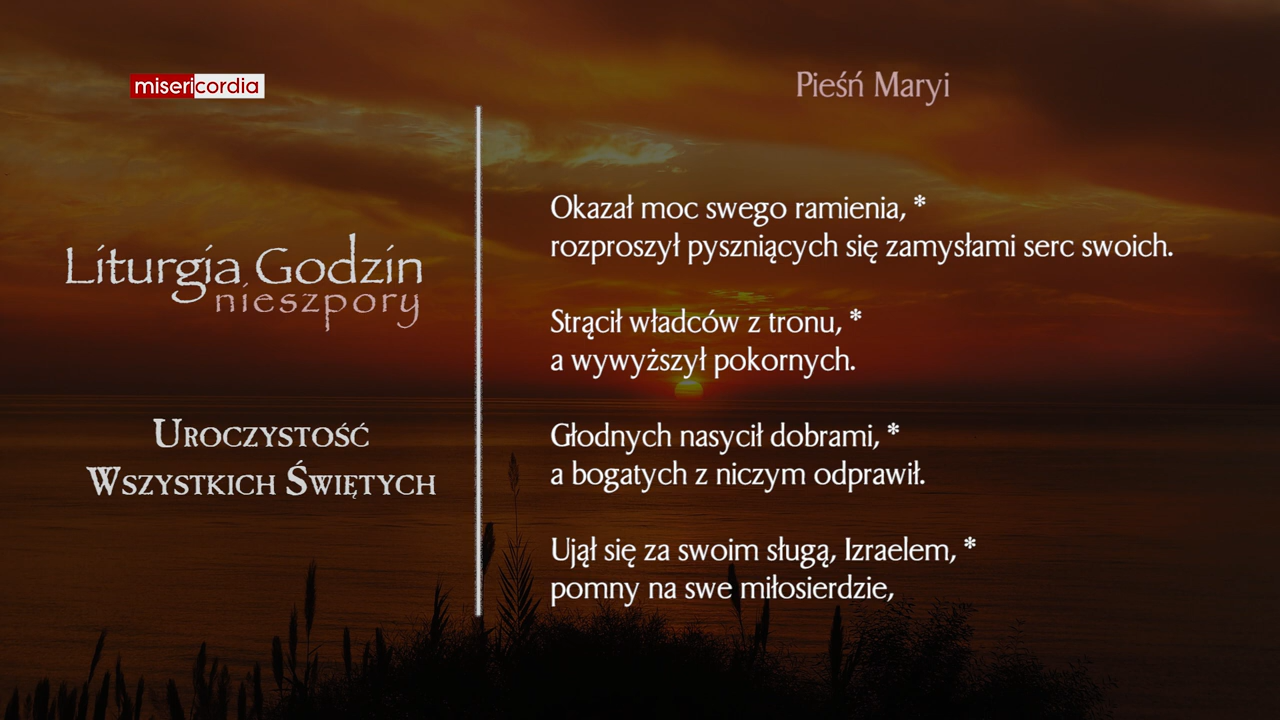 misericordia
Liturgia Godzin
nieszpory
Uroczystość
Wszystkich Świętych
Pieśń Maryi
Okazał moc swego ramienia, *
rozproszył pyszniących się zamysłami serc swoich.
Strącił władców z tronu, *
a wywyższył pokornych.
Głodnych nasycił dobrami, *
a bogatych z niczym odprawił.
Ujął się za swoim sługą, Izraelem, *
pomny na swe miłosierdzie,